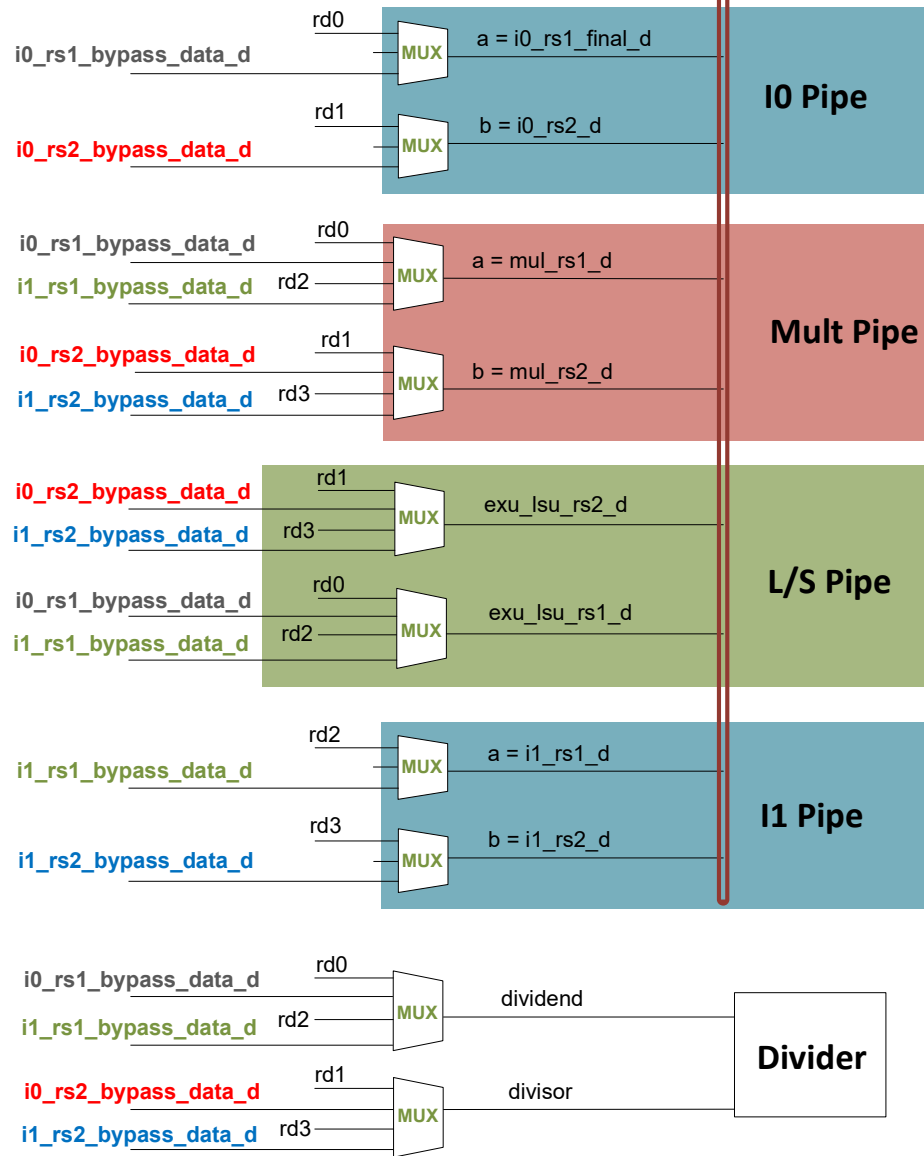 rd0
i0_rs1_bypass_data_d
MUX
a = i0_rs1_final_d
I0 Pipe
rd1
i0_rs2_bypass_data_d
MUX
b = i0_rs2_d
rd0
i0_rs1_bypass_data_d
i1_rs1_bypass_data_d
rd2
MUX
a = mul_rs1_d
Mult Pipe
rd1
i0_rs2_bypass_data_d
i1_rs2_bypass_data_d
rd3
MUX
b = mul_rs2_d
rd1
i0_rs2_bypass_data_d
i1_rs2_bypass_data_d
rd3
MUX
exu_lsu_rs2_d
L/S Pipe
rd0
i0_rs1_bypass_data_d
i1_rs1_bypass_data_d
rd2
MUX
exu_lsu_rs1_d
rd2
i1_rs1_bypass_data_d
MUX
a = i1_rs1_d
I1 Pipe
rd3
i1_rs2_bypass_data_d
MUX
b = i1_rs2_d
rd0
i0_rs1_bypass_data_d
i1_rs1_bypass_data_d
rd2
MUX
dividend
Divider
rd1
i0_rs2_bypass_data_d
i1_rs2_bypass_data_d
rd3
MUX
divisor